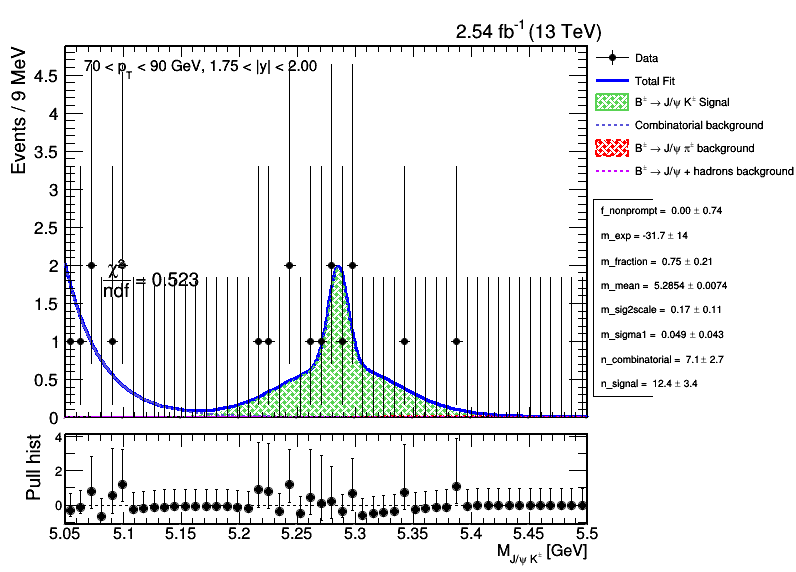 2.54 fb⁻¹ (13 TeV)
Events / 9 MeV
70 < p_T < 90 GeV, 1.75 < |y| < 2.00
4.5
4
3.5
3
2.5
2
1.5
1
0.5
0
χ²/ndf = 0.523
Data
Total Fit
B± → J/ψ K± Signal
Combinatorial background
B± → J/ψ π± background
B± → J/ψ + hadrons background
f_nonprompt = 0.00 ± 0.74
m_exp = -31.7 ± 14
m_fraction = 0.75 ± 0.21
m_mean = 5.2854 ± 0.0074
m_sig2scale = 0.17 ± 0.11
m_sigma1 = 0.049 ± 0.043
n_combinatorial = 7.1 ± 2.7
n_signal = 12.4 ± 3.4
Pull hist
4
2
0
5.05 5.1 5.15 5.2 5.25 5.3 5.35 5.4 5.45 5.5
M_J/ψ K± [GeV]